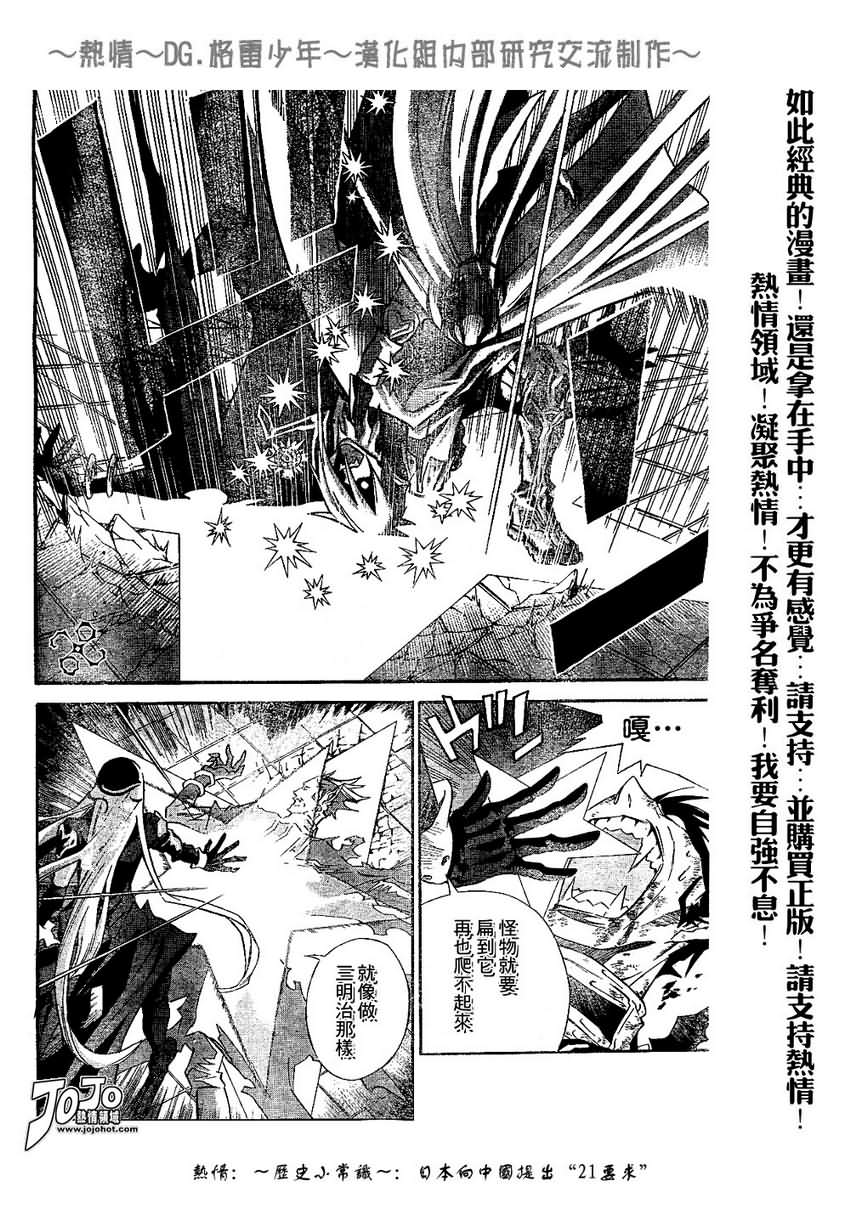 ～熱情～DG.格雷少年～漢化組內部研究交流制作～
如此經典的漫畫！還是拿在手中…才更有感覺…請支持…並購買正版！請支持熱情！
熱情領域！凝聚熱情！不為爭名奪利！我要自強不息！
嘎…
怪物就要
扁到它
再也爬不起來
就像做
三明治那樣
JOJO
熱情領域
www.jojohot.com
熱情：～歷史小常識～：日本向中國提出“21要求”